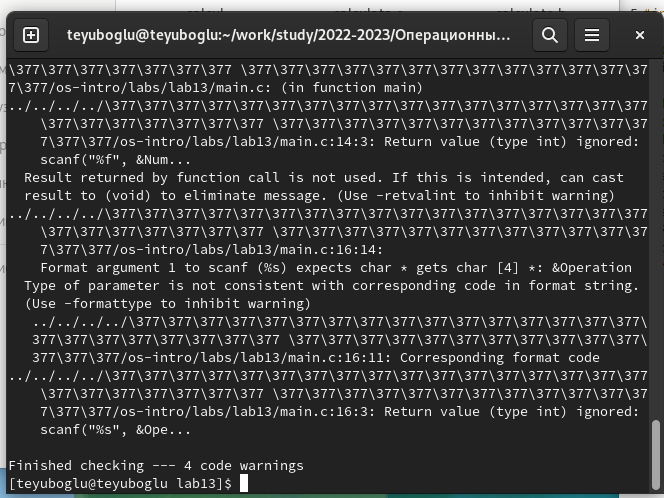 teyuboglu@teyuboglu:~/work/study/2022-2023/Операционны...
\377\377\377\377\377\377\377 \377\377\377\377\377\377\377\377\377\377\377\377\37
7\377/os-intro/labs/lab13/main.c: (in function main)
../../../../\377\377\377\377\377\377\377\377\377\377\377\377\377\377\377\377\377
\377\377\377\377\377\377\377 \377\377\377\377\377\377\377\377\377\377\377\37
7\377\377/os-intro/labs/lab13/main.c:14:3: Return value (type int) ignored:
scanf("%f", &Num...
Result returned by function call is not used. If this is intended, can cast
result to (void) to eliminate message. (Use -retvalint to inhibit warning)
../../../../\377\377\377\377\377\377\377\377\377\377\377\377\377\377\377\377\377
\377\377\377\377\377\377\377 \377\377\377\377\377\377\377\377\377\377\377\37
7\377\377/os-intro/labs/lab13/main.c:16:14:
Format argument 1 to scanf (%s) expects char * gets char [4] *: &Operation
Type of parameter is not consistent with corresponding code in format string.
(Use -formattype to inhibit warning)
../../../../\377\377\377\377\377\377\377\377\377\377\377\377\377\377\377\377\
377\377\377\377\377\377\377\377 \377\377\377\377\377\377\377\377\377\377\377\
377\377\377/os-intro/labs/lab13/main.c:16:11: Corresponding format code
../../../../\377\377\377\377\377\377\377\377\377\377\377\377\377\377\377\377\377
\377\377\377\377\377\377\377 \377\377\377\377\377\377\377\377\377\377\377\37
7\377\377/os-intro/labs/lab13/main.c:16:3: Return value (type int) ignored:
scanf("%s", &Ope...
Finished checking --- 4 code warnings
[teyuboglu@teyuboglu lab13]$